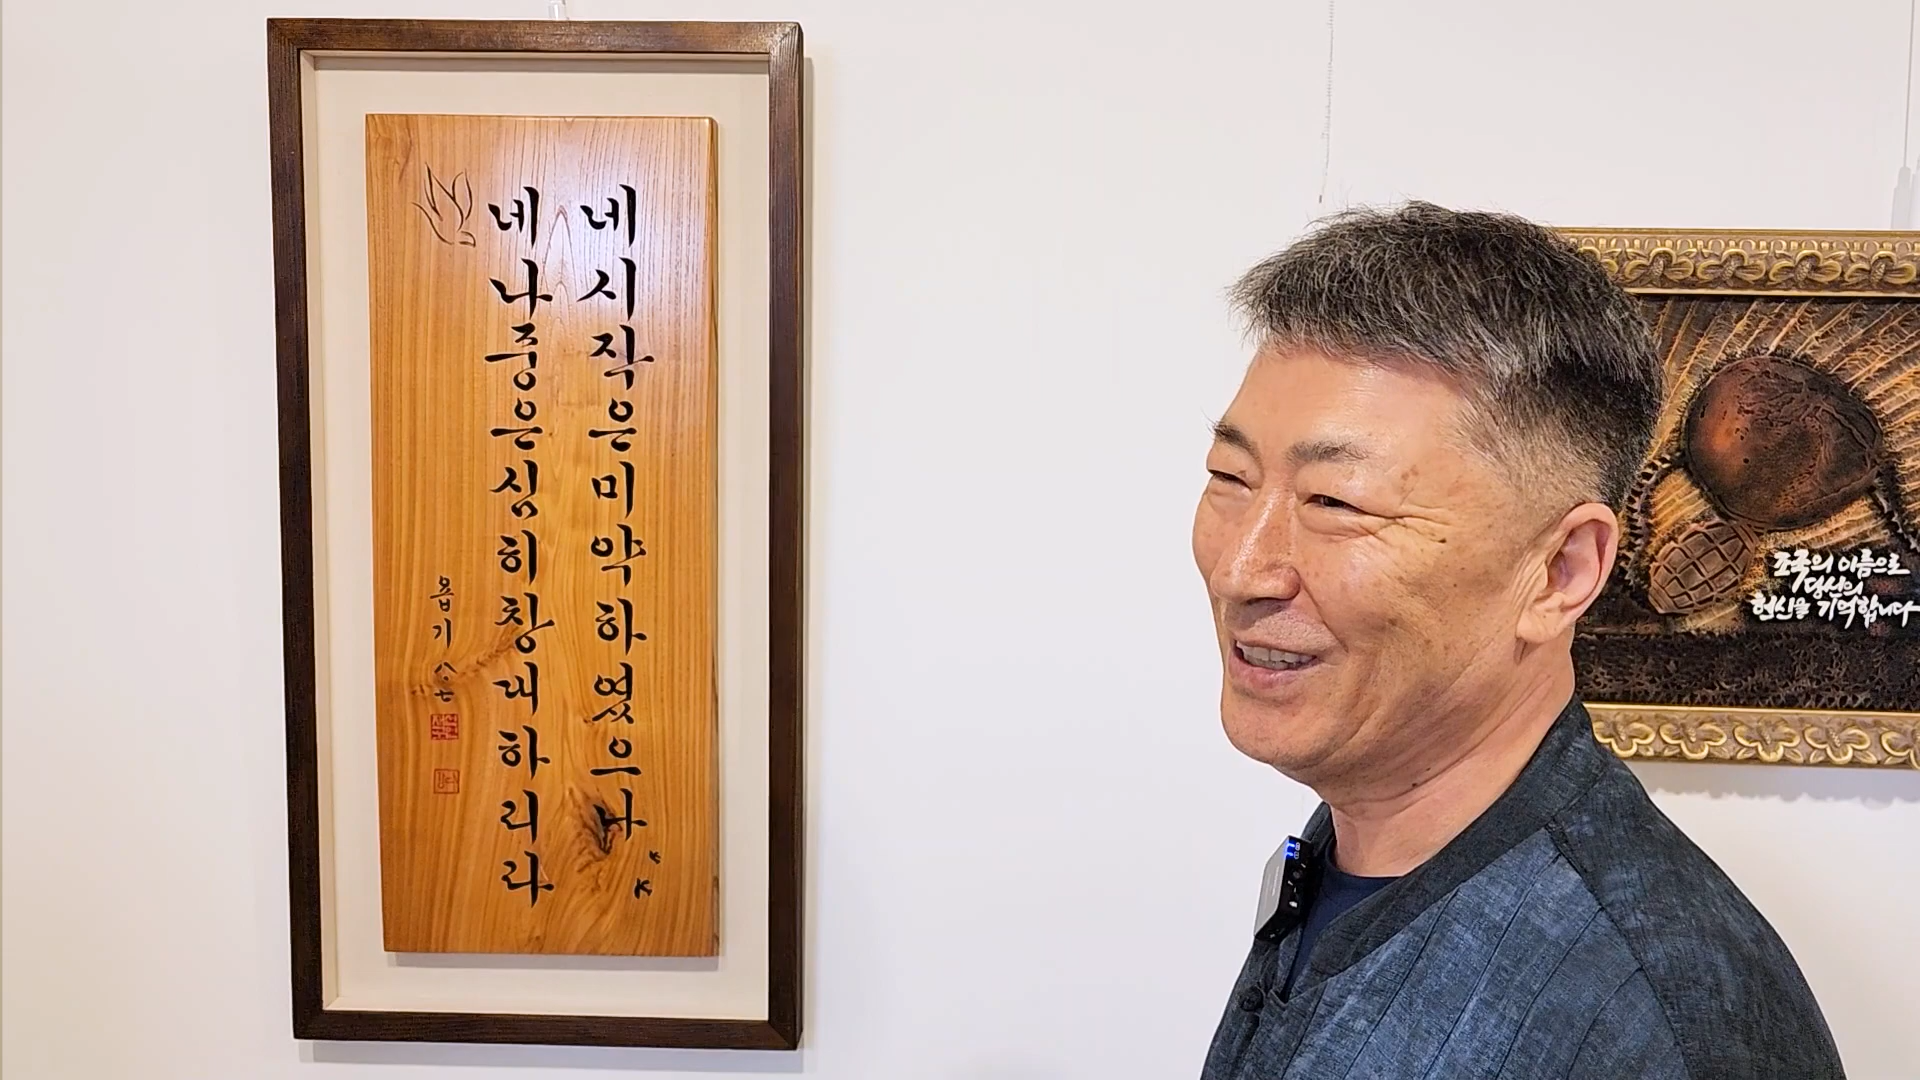 네시작은미약하였으나
네나중은심히창대하리라
욥기 八·七
조국의 이름으로
당신의
헌신을 기억합니다